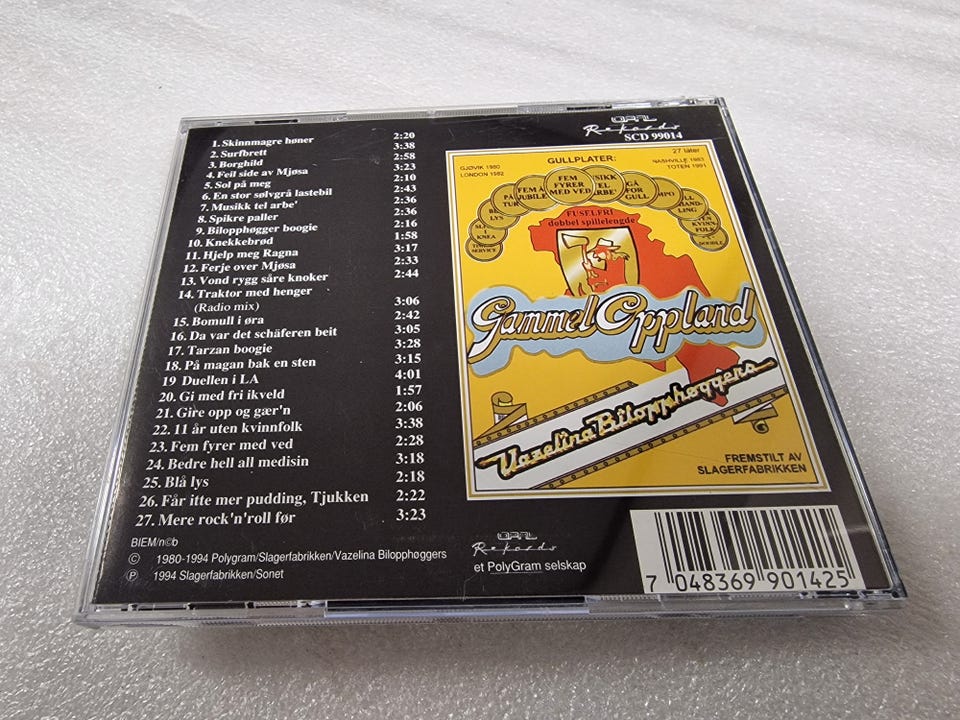 1. Skinnmagre høner 2:20
2. Surfbrett 3:38
3. Borghild 2:58
4. Feil side av Mjøsa 3:23
5. Sol på meg 2:10
6. En stor sølvgrå lastebil 2:43
7. Musikk tel arbe' 2:36
8. Spikre paller 2:36
9. Bilopphøgger boogie 2:16
10. Knekkebrød 1:58
11. Hjelp meg Ragna 3:17
12. Ferje over Mjøsa 2:33
13. Vond rygg såre knoker 2:44
14. Traktor med henger
(Radio mix) 3:06
15. Bomull i øra 2:42
16. Da var det schäferen beit 3:05
17. Tarzan boogie 3:28
18. På magan bak en sten 3:15
19 Duellen i LA 4:01
20. Gi med fri ikveld 1:57
21. Gire opp og gær'n 2:06
22. 11 år uten kvinnfolk 3:38
23. Fem fyrer med ved 2:28
24. Bedre hell all medisin 3:18
25. Blå lys 2:18
26. Får itte mer pudding, Tjukken 2:22
27. Mere rock'n'roll før 3:23
BIEM/n©b
© 1980-1994 Polygram/Slagerfabrikken/Vazelina Bilopphøggers
℗ 1994 Slagerfabrikken/Sonet
OPAL
Rekords
SCD 99014
27 låter
GULLPLATER:
GJØVIK 1980
LONDON 1982
NASHVILLE 1983
TOTEN 1991
FEM
FYRER
MED VED
GÅ
FOR
GULL
FUSELFRI
dobbel spillelengde
Gammel Oppland
Vazelina Bilopphøggers
FREMSTILT AV
SLAGERFABRIKKEN
OPAL
Rekords
et PolyGram selskap
7 048369 901425